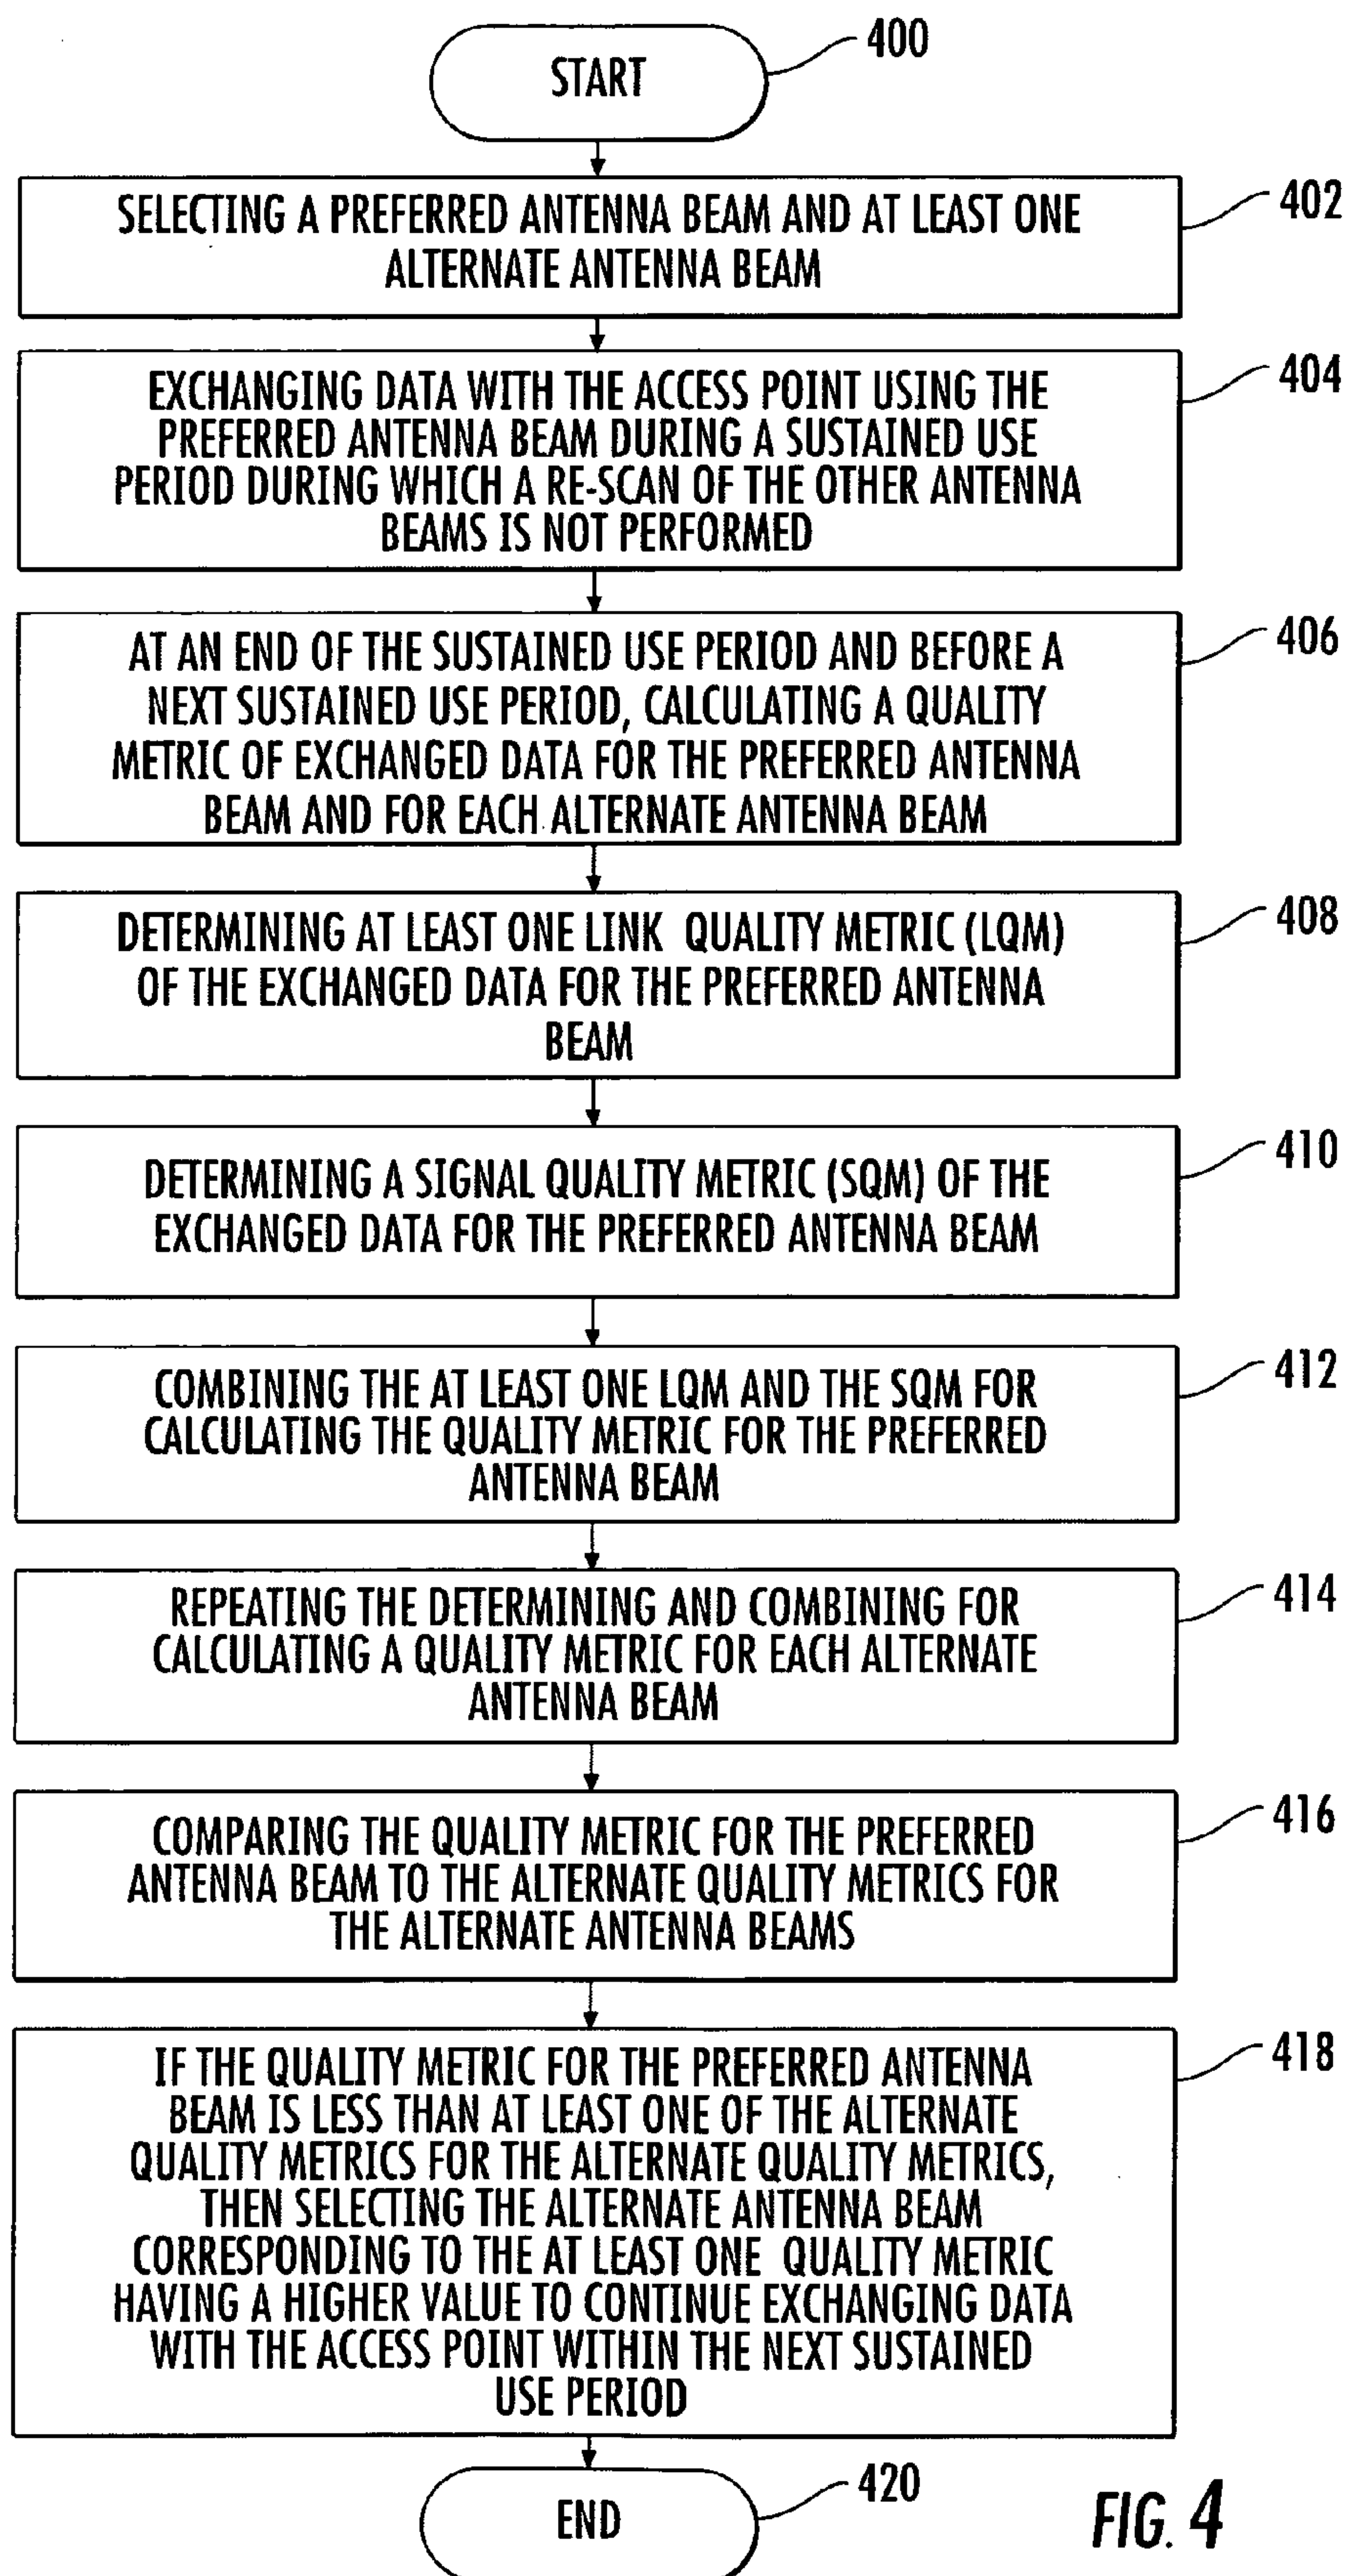 START
400
SELECTING A PREFERRED ANTENNA BEAM AND AT LEAST ONE
ALTERNATE ANTENNA BEAM
402
EXCHANGING DATA WITH THE ACCESS POINT USING THE
PREFERRED ANTENNA BEAM DURING A SUSTAINED USE
PERIOD DURING WHICH A RE-SCAN OF THE OTHER ANTENNA
BEAMS IS NOT PERFORMED
404
AT AN END OF THE SUSTAINED USE PERIOD AND BEFORE A
NEXT SUSTAINED USE PERIOD, CALCULATING A QUALITY
METRIC OF EXCHANGED DATA FOR THE PREFERRED ANTENNA
BEAM AND FOR EACH ALTERNATE ANTENNA BEAM
406
DETERMINING AT LEAST ONE LINK QUALITY METRIC (LQM)
OF THE EXCHANGED DATA FOR THE PREFERRED ANTENNA
BEAM
408
DETERMINING A SIGNAL QUALITY METRIC (SQM) OF THE
EXCHANGED DATA FOR THE PREFERRED ANTENNA BEAM
410
COMBINING THE AT LEAST ONE LQM AND THE SQM FOR
CALCULATING THE QUALITY METRIC FOR THE PREFERRED
ANTENNA BEAM
412
REPEATING THE DETERMINING AND COMBINING FOR
CALCULATING A QUALITY METRIC FOR EACH ALTERNATE
ANTENNA BEAM
414
COMPARING THE QUALITY METRIC FOR THE PREFERRED
ANTENNA BEAM TO THE ALTERNATE QUALITY METRICS FOR
THE ALTERNATE ANTENNA BEAMS
416
IF THE QUALITY METRIC FOR THE PREFERRED ANTENNA
BEAM IS LESS THAN AT LEAST ONE OF THE ALTERNATE
QUALITY METRICS FOR THE ALTERNATE QUALITY METRICS,
THEN SELECTING THE ALTERNATE ANTENNA BEAM
CORRESPONDING TO THE AT LEAST ONE QUALITY METRIC
HAVING A HIGHER VALUE TO CONTINUE EXCHANGING DATA
WITH THE ACCESS POINT WITHIN THE NEXT SUSTAINED
USE PERIOD
418
END
420
FIG. 4